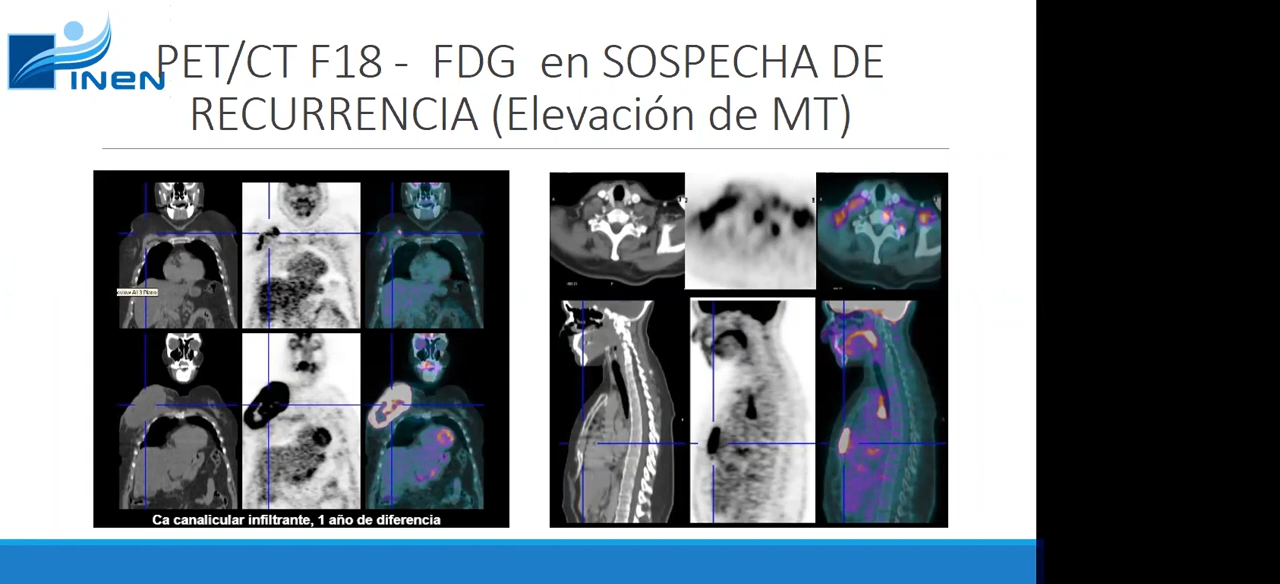 INEN
PET/CT F18 - FDG en SOSPECHA DE
RECURRENCIA (Elevación de MT)
Ca canalicular infiltrante, 1 año de diferencia